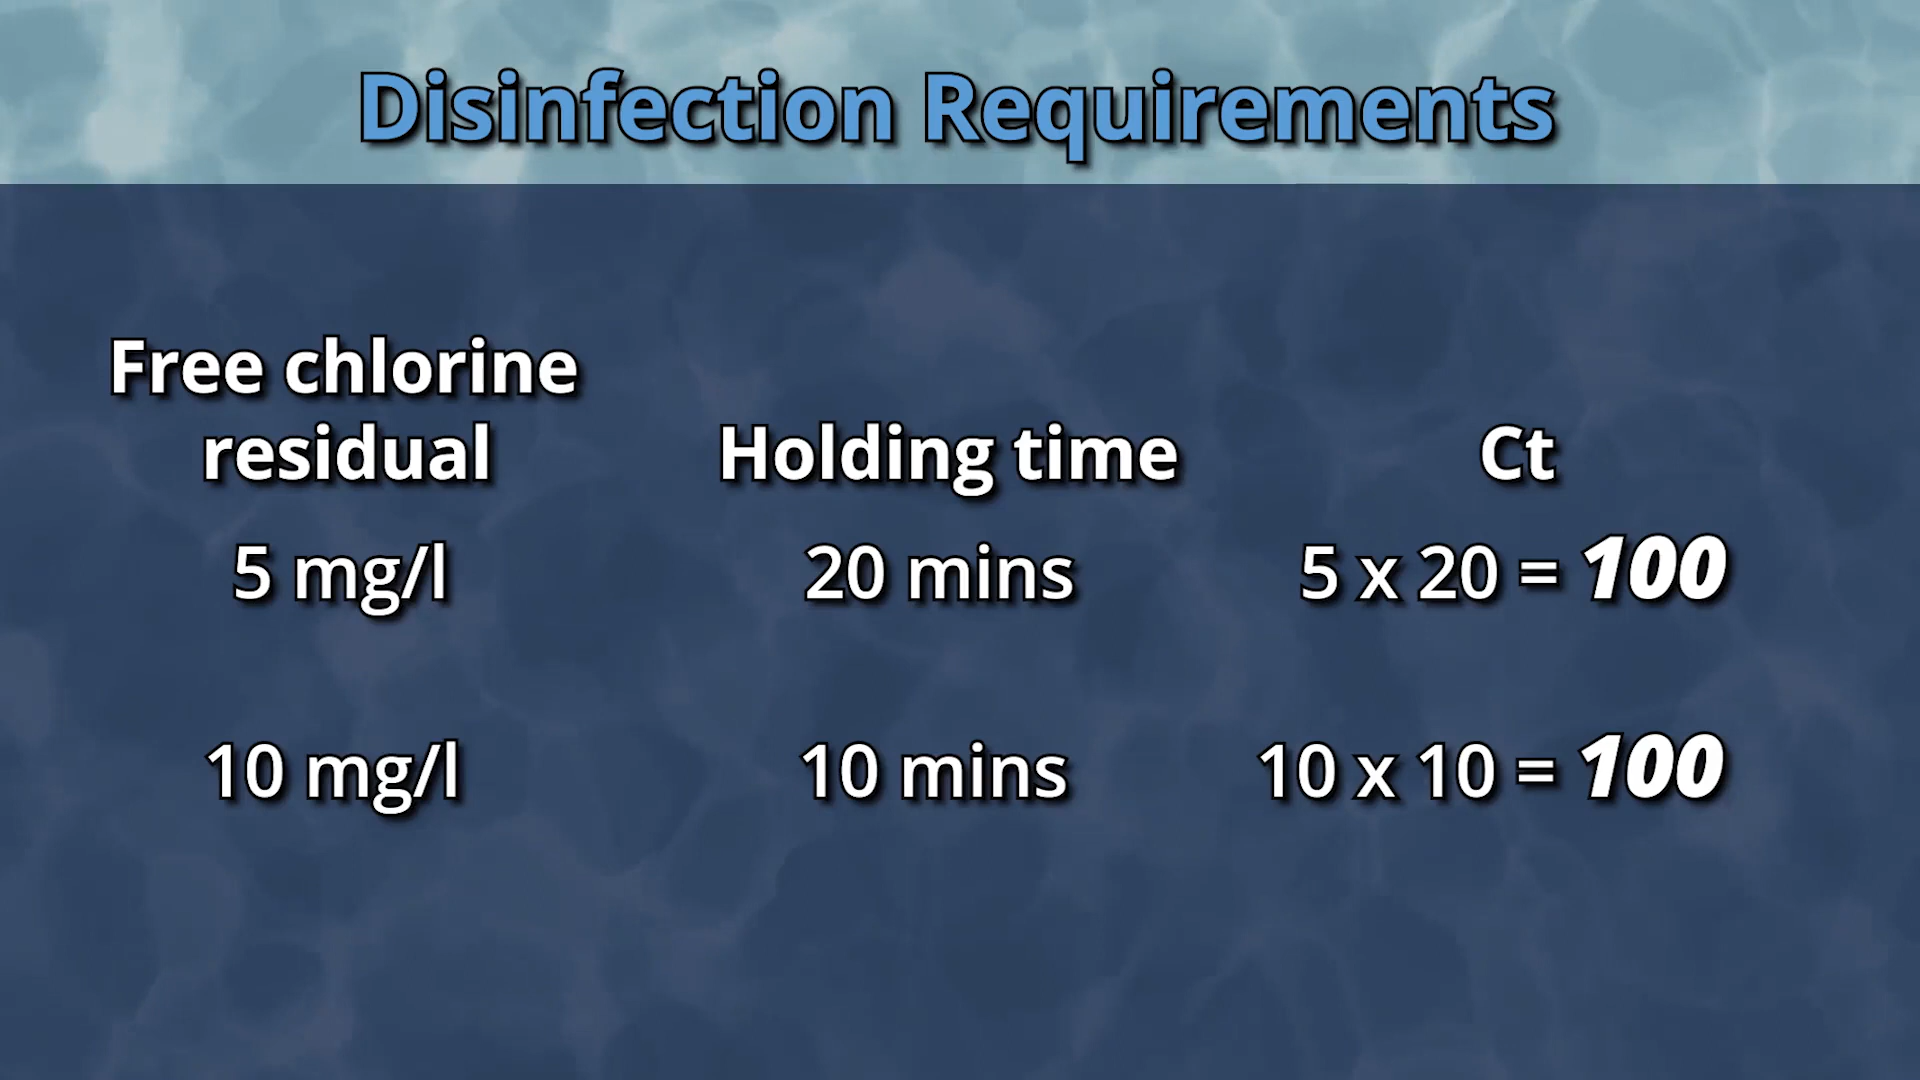 Disinfection Requirements
Free chlorine
residual
Holding time
Ct
5 mg/l
20 mins
5 x 20 = 100
10 mg/l
10 mins
10 x 10 = 100